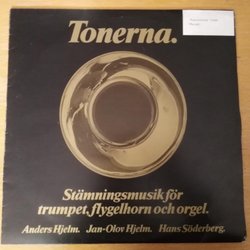 Tonerna.
Stämningsmusik för
trumpet, flygelhorn och orgel.
Anders Hjelm. Jan-Olov Hjelm. Hans Söderberg.